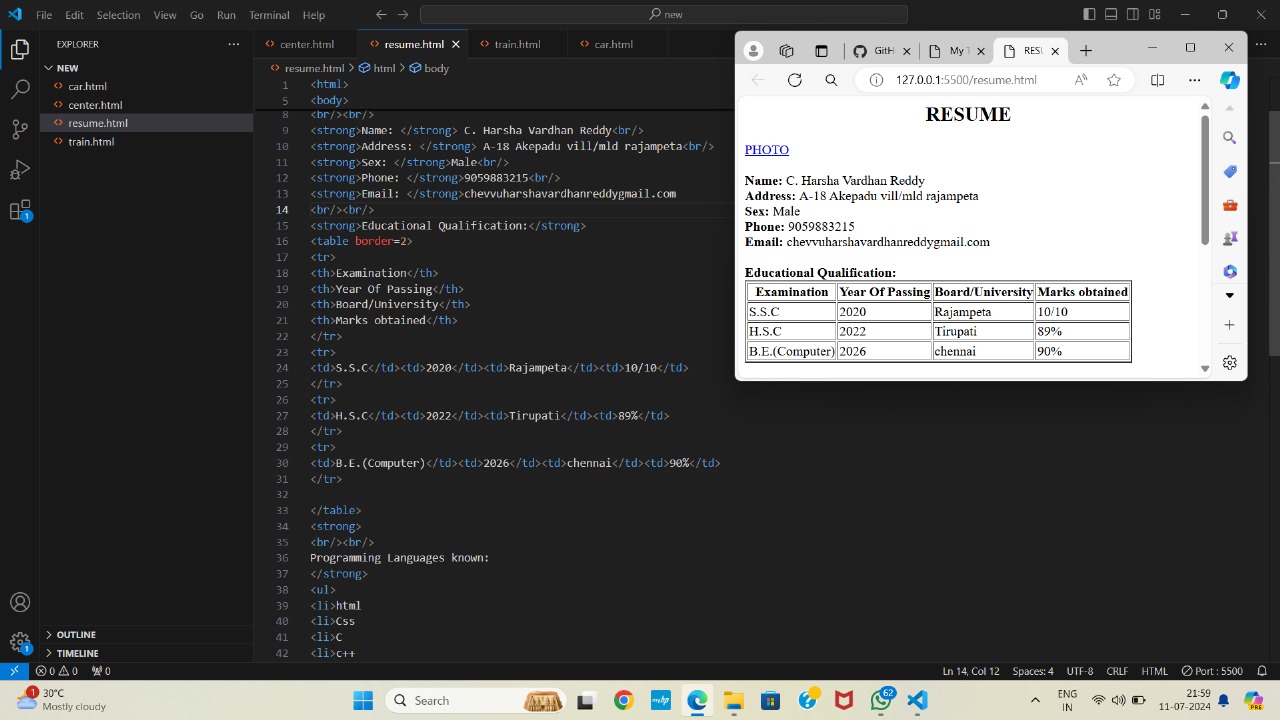 File Edit Selection View Go Run Terminal Help
new
EXPLORER
NEW
car.html
center.html
resume.html
train.html
OUTLINE
TIMELINE
center.html resume.html train.html car.html
resume.html > html > body
1 <html>
5 <body>
<br/><br/>
9 <strong>Name: </strong> C. Harsha Vardhan Reddy<br/>
10 <strong>Address: </strong> A-18 Akepadu vill/mld rajampeta<br/>
11 <strong>Sex: </strong>Male<br/>
12 <strong>Phone: </strong>9059883215<br/>
13 <strong>Email: </strong>chevvuharshavardhanreddygmail.com
14 <br/><br/>
15 <strong>Educational Qualification:</strong>
16 <table border=2>
17 <tr>
18 <th>Examination</th>
19 <th>Year Of Passing</th>
20 <th>Board/University</th>
21 <th>Marks obtained</th>
22 </tr>
23 <tr>
24 <td>S.S.C</td><td>2020</td><td>Rajampeta</td><td>10/10</td>
25 </tr>
26 <tr>
27 <td>H.S.C</td><td>2022</td><td>Tirupati</td><td>89%</td>
28 </tr>
29 <tr>
30 <td>B.E.(Computer)</td><td>2026</td><td>chennai</td><td>90%</td>
31 </tr>
32
33 </table>
34 <strong>
35 <br/><br/>
36 Programming Languages known:
37 </strong>
38 <ul>
39 <li>html
40 <li>Css
41 <li>C
42 <li>c++
GitH My T RESU
127.0.0.1:5500/resume.html
RESUME
PHOTO
Name: C. Harsha Vardhan Reddy
Address: A-18 Akepadu vill/mld rajampeta
Sex: Male
Phone: 9059883215
Email: chevvuharshavardhanreddygmail.com
Educational Qualification:
Examination Year Of Passing Board/University Marks obtained
S.S.C 2020 Rajampeta 10/10
H.S.C 2022 Tirupati 89%
B.E.(Computer) 2026 chennai 90%
0 0 0 Ln 14, Col 12 Spaces: 4 UTF-8 CRLF HTML Port : 5500
1 30°C
Mostly cloudy
Search
62
ENG
IN
21:59
11-07-2024